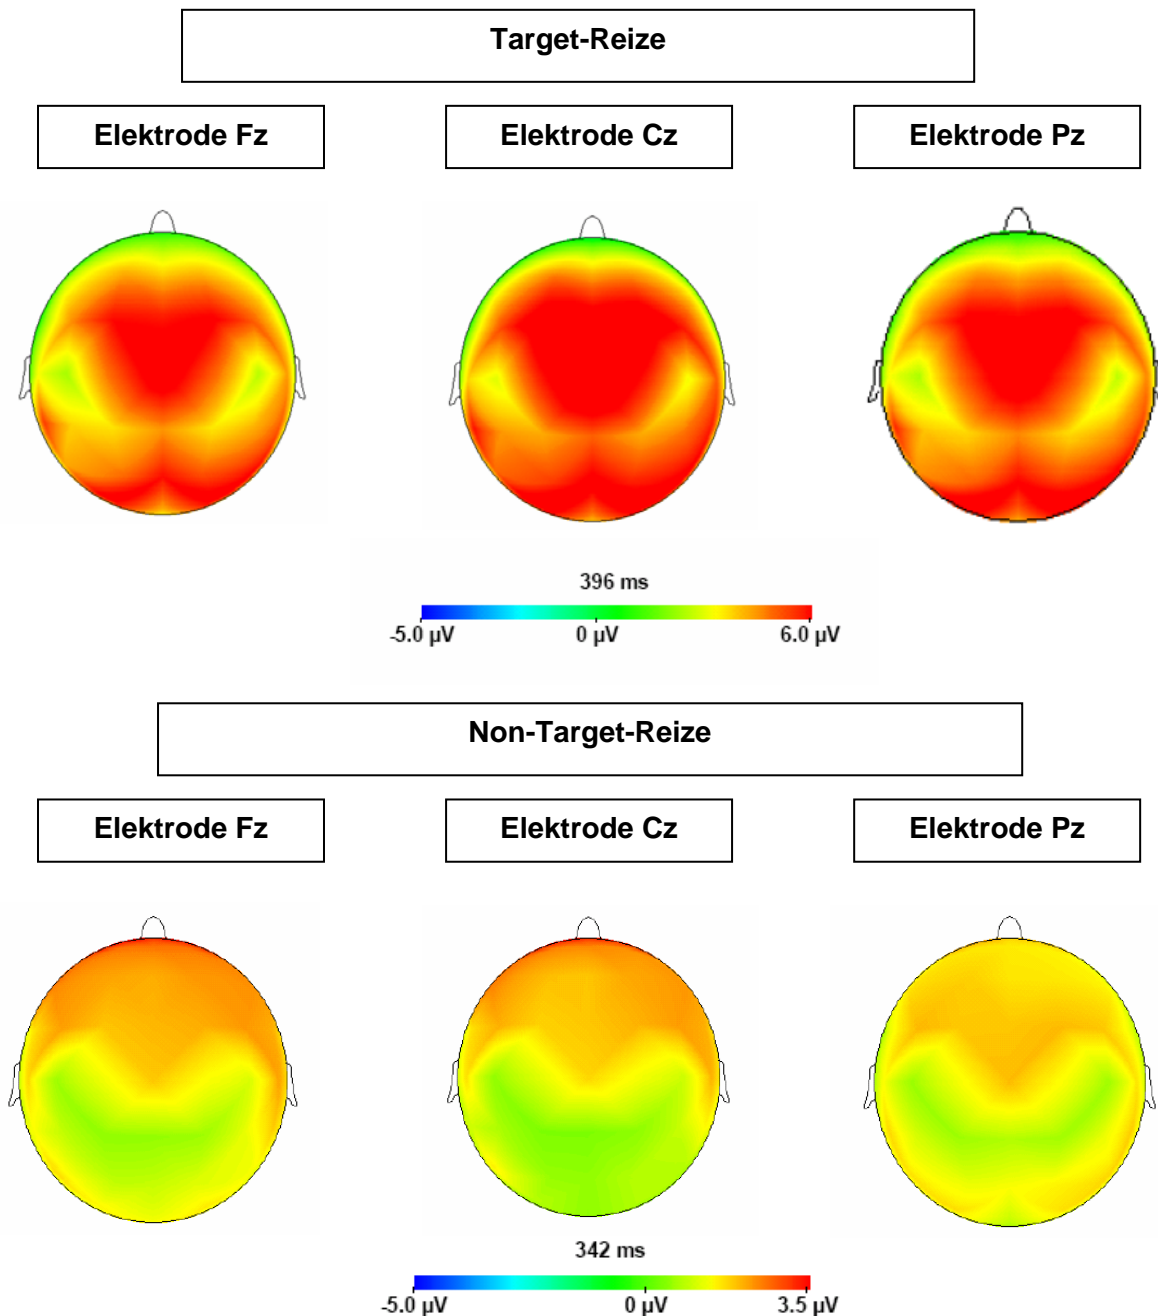 Target-Reize
Elektrode Fz
Elektrode Cz
Elektrode Pz
396 ms
-5.0 µV
0 µV
6.0 µV
Non-Target-Reize
Elektrode Fz
Elektrode Cz
Elektrode Pz
342 ms
-5.0 µV
0 µV
3.5 µV